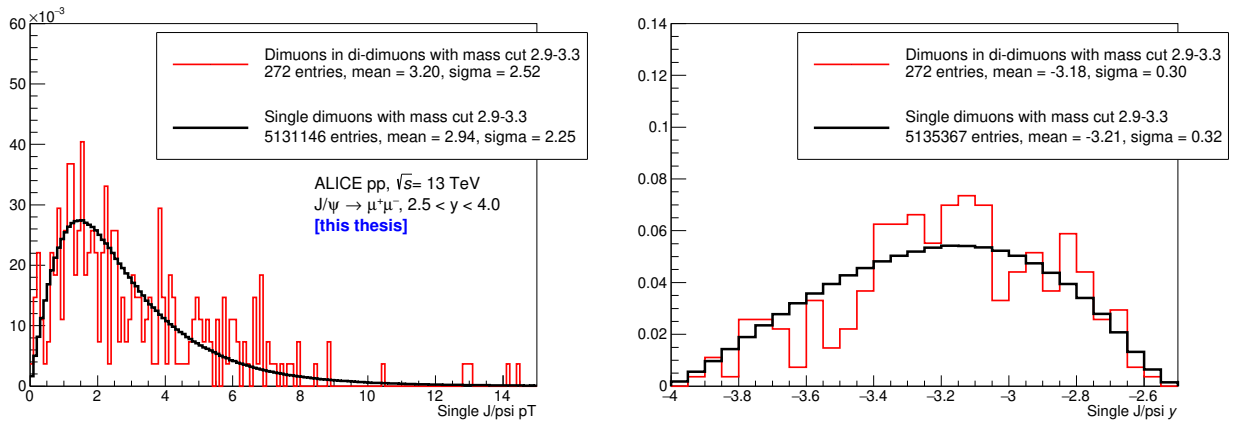 ×10⁻³
60
50
40
30
20
10
0
Dimuons in di-dimuons with mass cut 2.9-3.3
272 entries, mean = 3.20, sigma = 2.52
Single dimuons with mass cut 2.9-3.3
5131146 entries, mean = 2.94, sigma = 2.25
ALICE pp, √s= 13 TeV
J/ψ → μ⁺μ⁻, 2.5 < y < 4.0
[this thesis]
0 2 4 6 8 10 12 14
Single J/psi pT
0.14
0.12
0.1
0.08
0.06
0.04
0.02
0
Dimuons in di-dimuons with mass cut 2.9-3.3
272 entries, mean = -3.18, sigma = 0.30
Single dimuons with mass cut 2.9-3.3
5135367 entries, mean = -3.21, sigma = 0.32
−4 −3.8 −3.6 −3.4 −3.2 −3 −2.8 −2.6
Single J/psi y